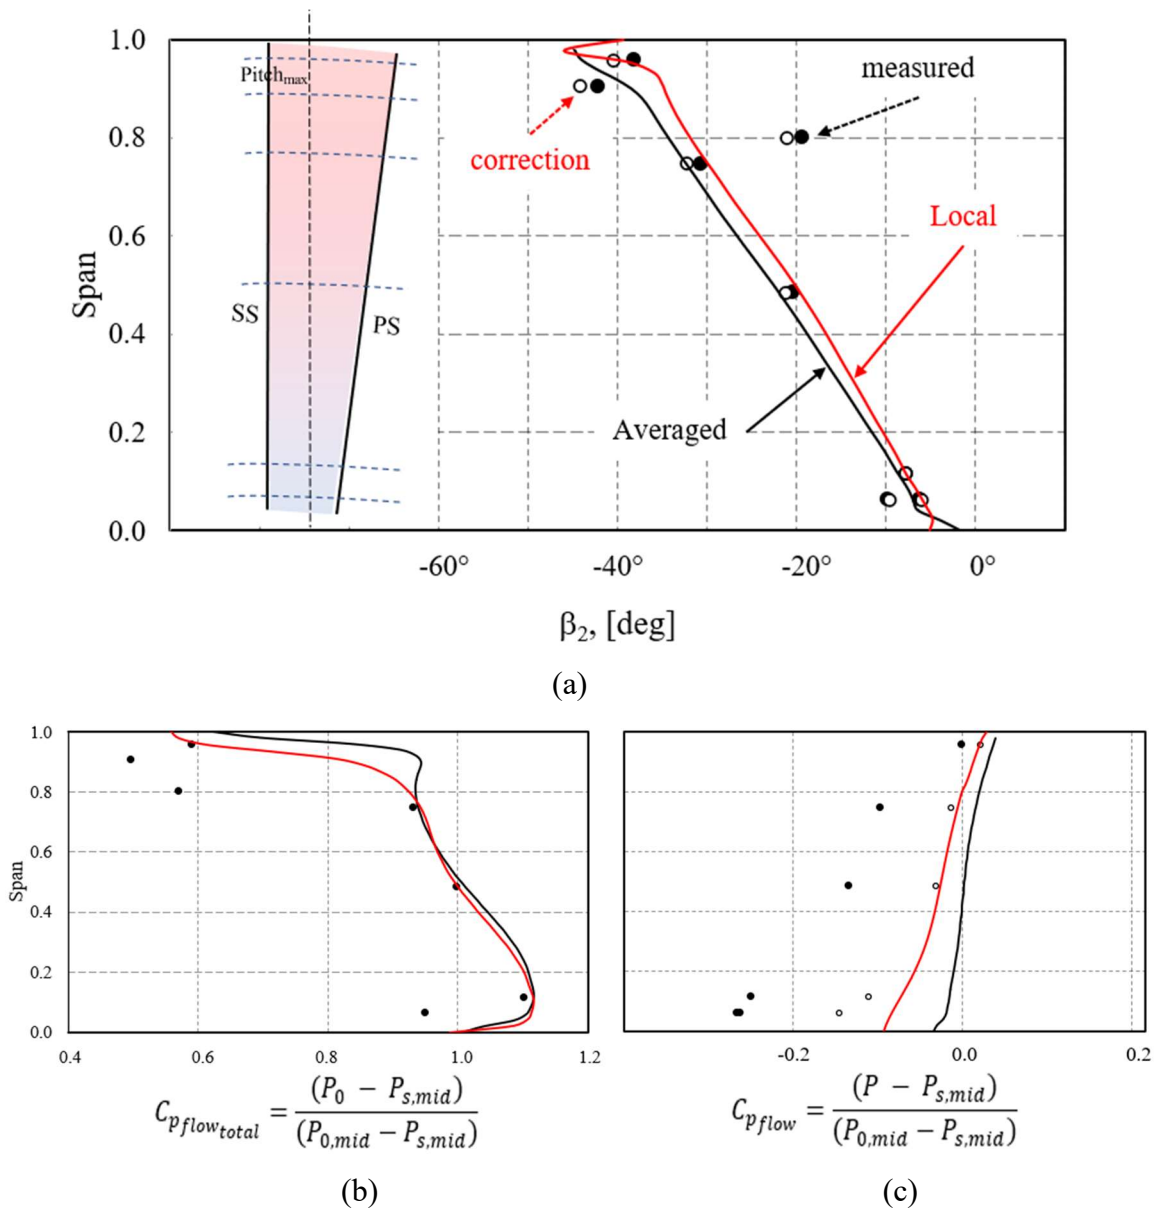 1.0
0.8
0.6
0.4
0.2
0.0
Span
Pitchmax
SS
PS
measured
correction
Local
Averaged
-60° -40° -20° 0°
β2, [deg]
(a)
1.0
0.8
0.6
0.4
0.2
0.0
Span
0.4 0.6 0.8 1.0 1.2
Cpflowtotal = (P0 − Ps,mid) / (P0,mid − Ps,mid)
(b)
-0.2 0.0 0.2
Cpflow = (P − Ps,mid) / (P0,mid − Ps,mid)
(c)